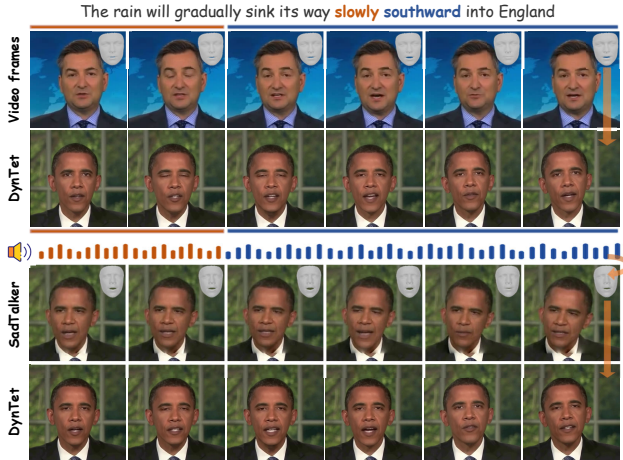 The rain will gradually sink its way slowly southward into England
Video frames
DynTet
SadTalker
DynTet